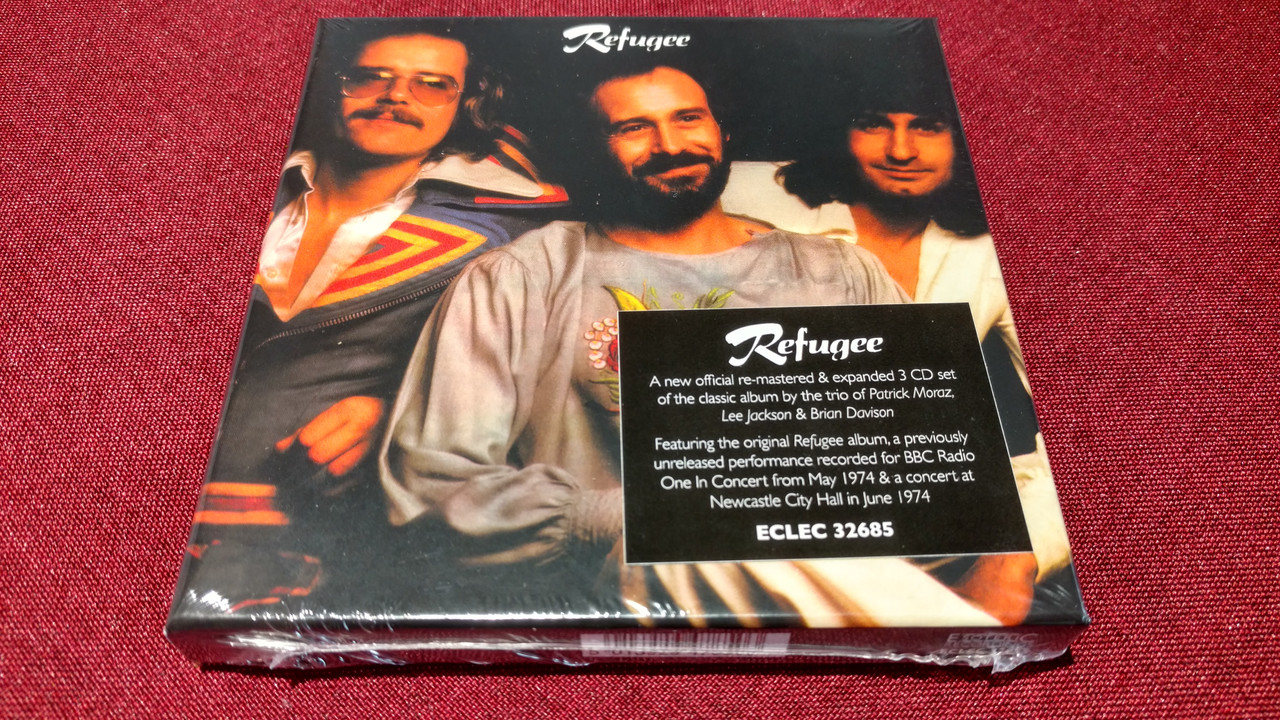 Refugee
Refugee
A new official re-mastered & expanded 3 CD set
of the classic album by the trio of Patrick Moraz,
Lee Jackson & Brian Davison
Featuring the original Refugee album, a previously
unreleased performance recorded for BBC Radio
One In Concert from May 1974 & a concert at
Newcastle City Hall in June 1974
ECLEC 32685